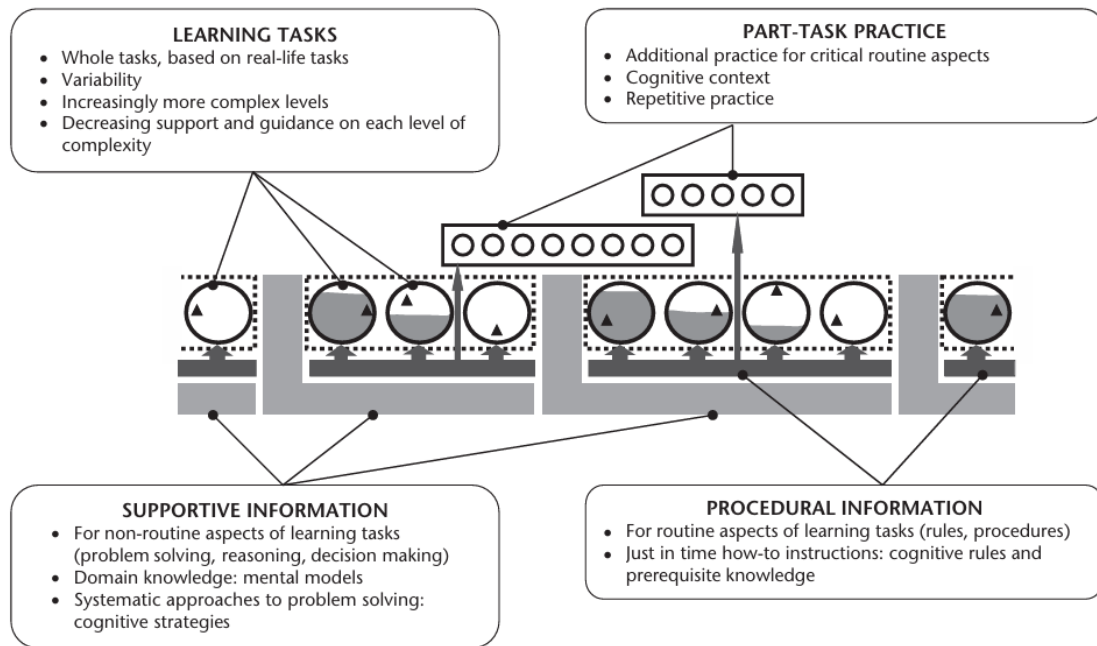 LEARNING TASKS
• Whole tasks, based on real-life tasks
• Variability
• Increasingly more complex levels
• Decreasing support and guidance on each level of
complexity
PART-TASK PRACTICE
• Additional practice for critical routine aspects
• Cognitive context
• Repetitive practice
SUPPORTIVE INFORMATION
• For non-routine aspects of learning tasks
(problem solving, reasoning, decision making)
• Domain knowledge: mental models
• Systematic approaches to problem solving:
cognitive strategies
PROCEDURAL INFORMATION
• For routine aspects of learning tasks (rules, procedures)
• Just in time how-to instructions: cognitive rules and
prerequisite knowledge